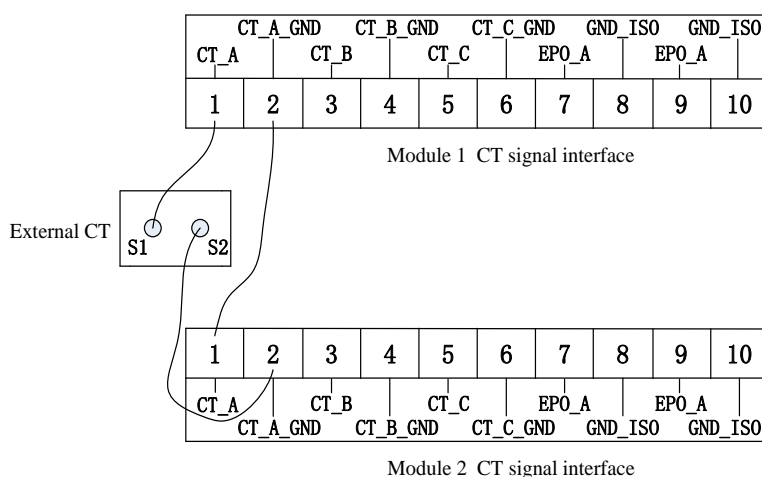 CT_A_GND CT_B_GND CT_C_GND GND_ISO GND_ISO
CT_A CT_B CT_C EPO_A EPO_A
1 2 3 4 5 6 7 8 9 10
Module 1 CT signal interface
External CT
S1 S2
1 2 3 4 5 6 7 8 9 10
CT_A CT_B CT_C EPO_A EPO_A
CT_A_GND CT_B_GND CT_C_GND GND_ISO GND_ISO
Module 2 CT signal interface